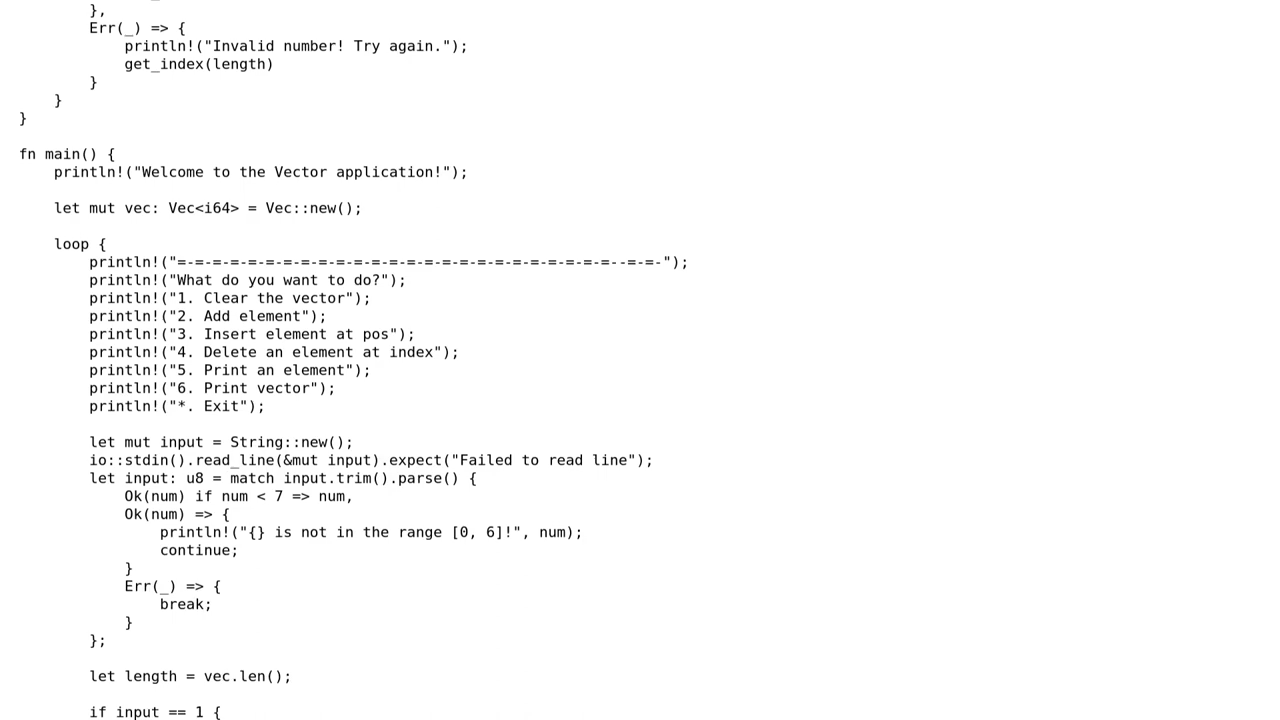 },
Err(_) => {
println!("Invalid number! Try again.");
get_index(length)
}
}
}
fn main() {
println!("Welcome to the Vector application!");
let mut vec: Vec<i64> = Vec::new();
loop {
println!("=-=-=-=-=-=-=-=-=-=-=-=-=-=-=-=-=-=-=-=-=-=-=-=-=-=--=-=-");
println!("What do you want to do?");
println!("1. Clear the vector");
println!("2. Add element");
println!("3. Insert element at pos");
println!("4. Delete an element at index");
println!("5. Print an element");
println!("6. Print vector");
println!("*. Exit");
let mut input = String::new();
io::stdin().read_line(&mut input).expect("Failed to read line");
let input: u8 = match input.trim().parse() {
Ok(num) if num < 7 => num,
Ok(num) => {
println!("{} is not in the range [0, 6]!", num);
continue;
}
Err(_) => {
break;
}
};
let length = vec.len();
if input == 1 {